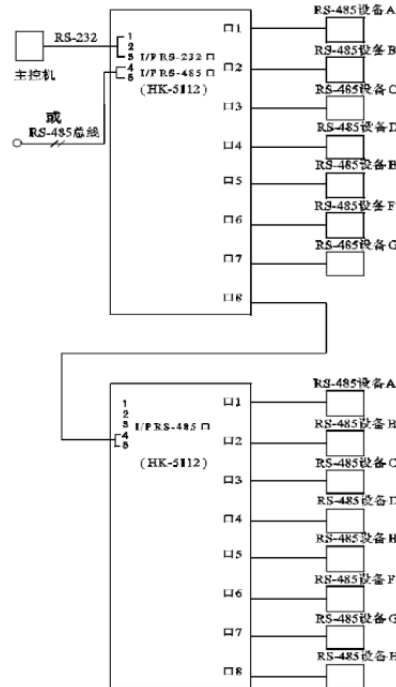 RS-485设备A
口1
RS-232
1
2
3
I/P RS-232 口
主控机
4
5
I/P RS-485 口
(HK-5112)
RS-485设备B
口2
或
RS-485总线
RS-485设备C
口3
RS-485设备D
口4
RS-485设备E
口5
RS-485设备F
口6
RS-485设备G
口7
口8
RS-485设备A
口1
1
2
3
4
5
I/P RS-485 口
(HK-5112)
RS-485设备B
口2
RS-485设备C
口3
RS-485设备D
口4
RS-485设备E
口5
RS-485设备F
口6
RS-485设备G
口7
RS-485设备H
口8